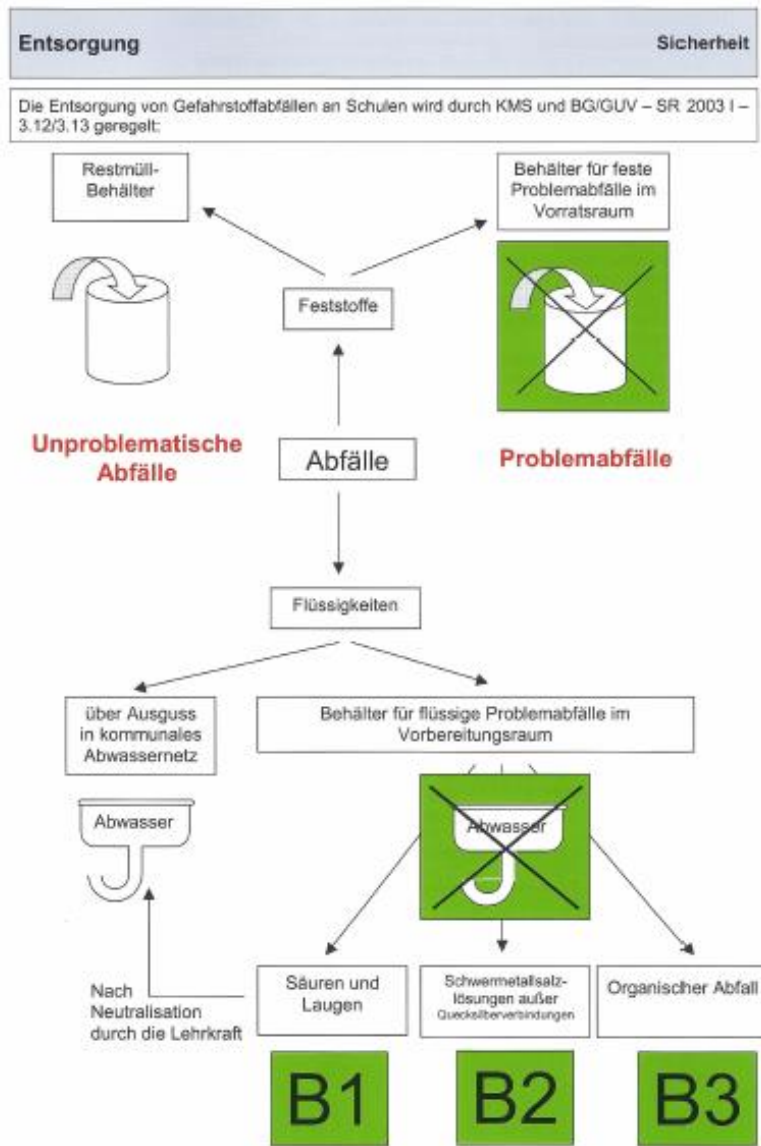 Entsorgung
Sicherheit
Die Entsorgung von Gefahrstoffabfällen an Schulen wird durch KMS und BG/GUV – SR 2003 I –
3.12/3.13 geregelt:
Restmüll-
Behälter
Behälter für feste
Problemabfälle im
Vorratsraum
Feststoffe
Unproblematische
Abfälle
Abfälle
Problemabfälle
Flüssigkeiten
über Ausguss
in kommunales
Abwassernetz
Behälter für flüssige Problemabfälle im
Vorbereitungsraum
Abwasser
Abwasser
Nach
Neutralisation
durch die Lehrkraft
Säuren und
Laugen
Schwermetallsalz-
lösungen außer
Quecksilberverbindungen
Organischer Abfall
B1
B2
B3